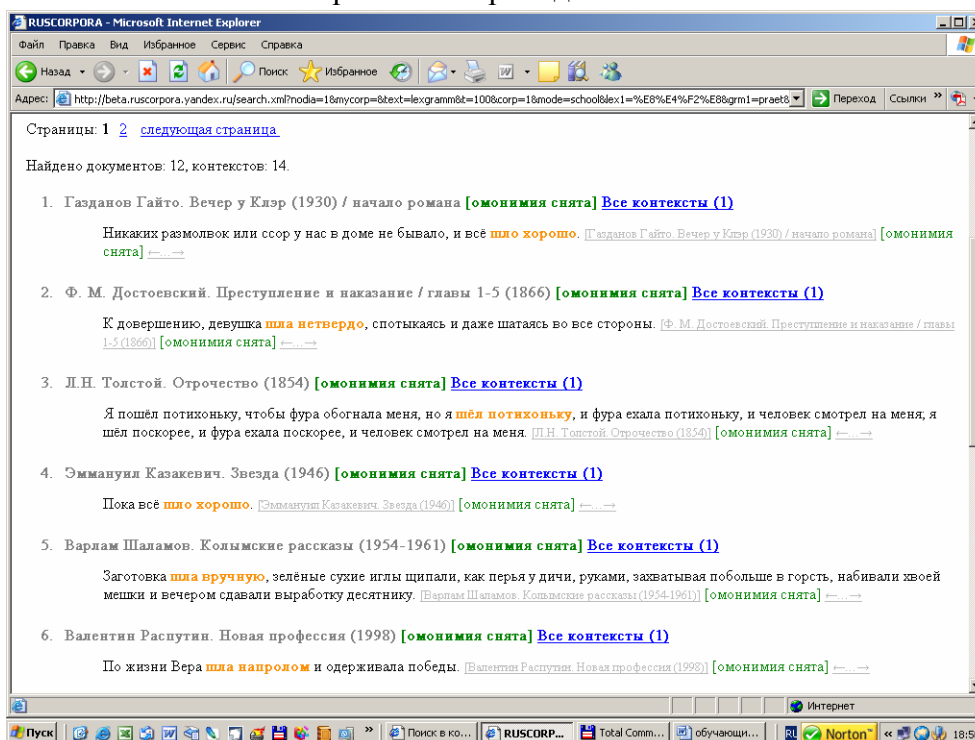 RUSCORPORA - Microsoft Internet Explorer
Файл Правка Вид Избранное Сервис Справка
Назад Поиск Избранное
Адрес: http://beta.ruscorpora.yandex.ru/search.xml?nodia=1&mycorp=&text=lexgramm&t=100&corp=1&mode=school&lex1=%E8%E4%F2%E8&grm1=praet& Переход Ссылки »
Страницы: 1 2 следующая страница
Найдено документов: 12, контекстов: 14.
1. Газданов Гайто. Вечер у Клэр (1930) / начало романа [омонимия снята] Все контексты (1)
Никаких размолвок или ссор у нас в доме не бывало, и всё шло хорошо. [Газданов Гайто. Вечер у Клэр (1930) / начало романа] [омонимия
снята] ←...→
2. Ф. М. Достоевский. Преступление и наказание / главы 1-5 (1866) [омонимия снята] Все контексты (1)
К довершению, девушка шла нетвердо, спотыкаясь и даже шатаясь во все стороны. [Ф. М. Достоевский. Преступление и наказание / главы
1-5 (1866)] [омонимия снята] ←...→
3. Л.Н. Толстой. Отрочество (1854) [омонимия снята] Все контексты (1)
Я пошёл потихоньку, чтобы фура обогнала меня, но я шёл потихоньку, и фура ехала потихоньку, и человек смотрел на меня; я
шёл поскорее, и фура ехала поскорее, и человек смотрел на меня. [Л.Н. Толстой. Отрочество (1854)] [омонимия снята] ←...→
4. Эммануил Казакевич. Звезда (1946) [омонимия снята] Все контексты (1)
Пока всё шло хорошо. [Эммануил Казакевич. Звезда (1946)] [омонимия снята] ←...→
5. Варлам Шаламов. Колымские рассказы (1954-1961) [омонимия снята] Все контексты (1)
Заготовка шла вручную, зелёные сухие иглы щипали, как перья у дичи, руками, захватывая побольше в горсть, набивали хвоей
мешки и вечером сдавали выработку десятнику. [Варлам Шаламов. Колымские рассказы (1954-1961)] [омонимия снята] ←...→
6. Валентин Распутин. Новая профессия (1998) [омонимия снята] Все контексты (1)
По жизни Вера шла напролом и одерживала победы. [Валентин Распутин. Новая профессия (1998)] [омонимия снята] ←...→
Интернет
Пуск » Поиск в ко... RUSCORP... Total Comm... обучающи... RU Norton «